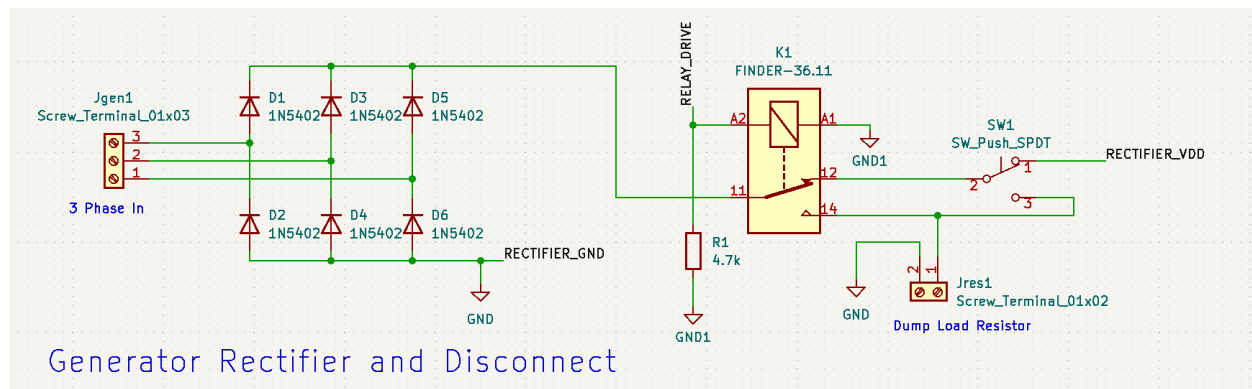 Jgen1
Screw_Terminal_01x03
3
2
1
3 Phase In
D1
1N5402
D3
1N5402
D5
1N5402
D2
1N5402
D4
1N5402
D6
1N5402
RECTIFIER_GND
GND
RELAY_DRIVE
K1
FINDER-36.11
A2
A1
GND1
11
12
14
R1
4.7k
GND1
SW1
SW_Push_SPDT
1
2
3
RECTIFIER_VDD
GND
2
1
Jres1
Screw_Terminal_01x02
Dump Load Resistor
Generator Rectifier and Disconnect